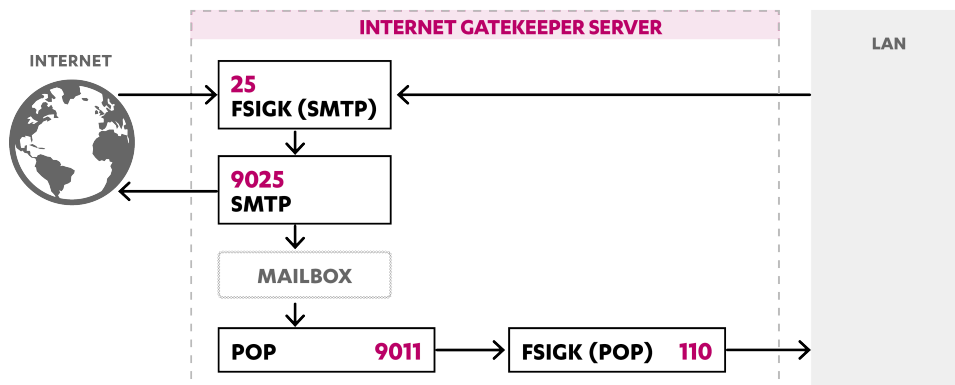 INTERNET GATEKEEPER SERVER
LAN
INTERNET
25
FSIGK (SMTP)
9025
SMTP
MAILBOX
POP 9011
FSIGK (POP) 110